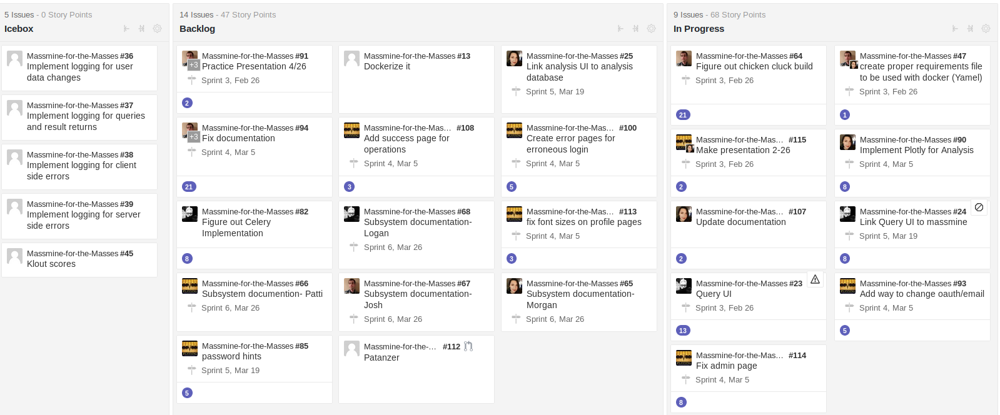 5 Issues - 0 Story Points
Icebox
Massmine-for-the-Masses #36
Implement logging for user
data changes
Massmine-for-the-Masses #37
Implement logging for queries
and result returns
Massmine-for-the-Masses #38
Implement logging for client
side errors
Massmine-for-the-Masses #39
Implement logging for server
side errors
Massmine-for-the-Masses #45
Klout scores
14 Issues - 47 Story Points
Backlog
+3
Massmine-for-the-Masses #91
Practice Presentation 4/26
Sprint 3, Feb 26
2
Massmine-for-the-Masses #13
Dockerize it
Massmine-for-the-Masses #25
Link analysis UI to analysis
database
Sprint 5, Mar 19
+3
Massmine-for-the-Masses #94
Fix documentation
Sprint 4, Mar 5
21
Massmine-for-the-Mas... #108
Add success page for
operations
Sprint 4, Mar 5
3
Massmine-for-the-Mas... #100
Create error pages for
erroneous login
Sprint 4, Mar 5
5
Massmine-for-the-Masses #82
Figure out Celery
Implementation
8
Massmine-for-the-Masses #68
Subsystem documentation-
Logan
Sprint 6, Mar 26
Massmine-for-the-Mas... #113
fix font sizes on profile pages
Sprint 4, Mar 5
3
Massmine-for-the-Masses #66
Subsystem documention- Patti
Sprint 6, Mar 26
Massmine-for-the-Masses #67
Subsystem documentation-
Josh
Sprint 6, Mar 26
Massmine-for-the-Masses #65
Subsystem documentation-
Morgan
Sprint 6, Mar 26
Massmine-for-the-Masses #85
password hints
Sprint 5, Mar 19
5
Massmine-for-the-... #112
Patanzer
9 Issues - 68 Story Points
In Progress
Massmine-for-the-Masses #64
Figure out chicken cluck build
Sprint 3, Feb 26
21
Massmine-for-the-Masses #47
create proper requirements file
to be used with docker (Yamel)
Sprint 3, Feb 26
1
Massmine-for-the-Mas... #115
Make presentation 2-26
Sprint 3, Feb 26
2
Massmine-for-the-Masses #90
Implement Plotly for Analysis
Sprint 4, Mar 5
8
Massmine-for-the-Mas... #107
Update documentation
2
Massmine-for-the-Masses #24
Link Query UI to massmine
Sprint 5, Mar 19
8
Massmine-for-the-Masses #23
Query UI
Sprint 3, Feb 26
13
Massmine-for-the-Masses #93
Add way to change oauth/email
Sprint 4, Mar 5
5
Massmine-for-the-Mas... #114
Fix admin page
Sprint 4, Mar 5
8